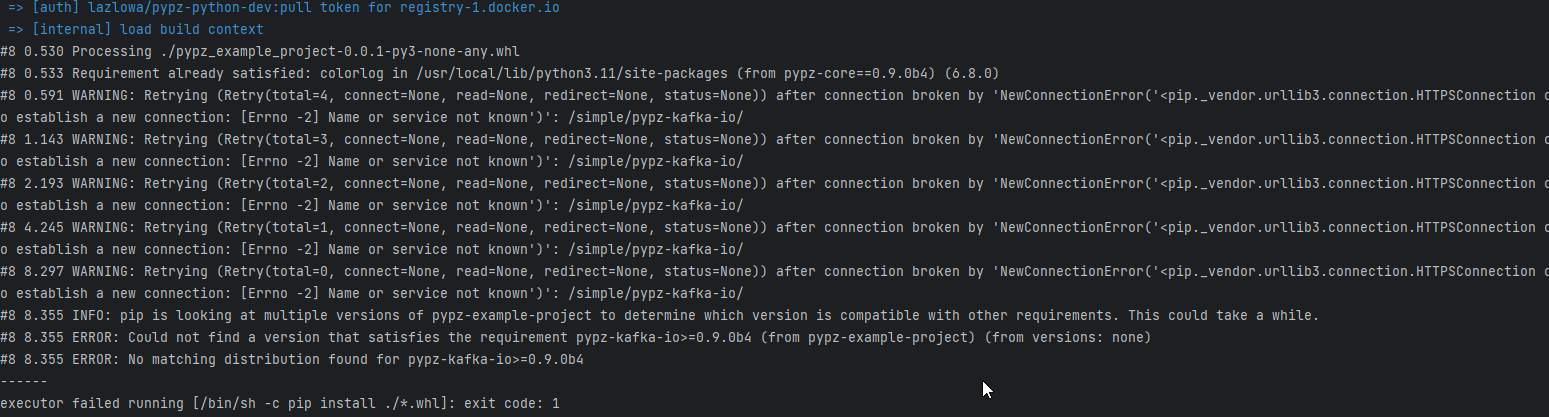 => [auth] lazlowa/pypz-python-dev:pull token for registry-1.docker.io
=> [internal] load build context
#8 0.530 Processing ./pypz_example_project-0.0.1-py3-none-any.whl
#8 0.533 Requirement already satisfied: colorlog in /usr/local/lib/python3.11/site-packages (from pypz-core==0.9.0b4) (6.8.0)
#8 0.591 WARNING: Retrying (Retry(total=4, connect=None, read=None, redirect=None, status=None)) after connection broken by 'NewConnectionError('<pip._vendor.urllib3.connection.HTTPSConnection o
o establish a new connection: [Errno -2] Name or service not known')': /simple/pypz-kafka-io/
#8 1.143 WARNING: Retrying (Retry(total=3, connect=None, read=None, redirect=None, status=None)) after connection broken by 'NewConnectionError('<pip._vendor.urllib3.connection.HTTPSConnection o
o establish a new connection: [Errno -2] Name or service not known')': /simple/pypz-kafka-io/
#8 2.193 WARNING: Retrying (Retry(total=2, connect=None, read=None, redirect=None, status=None)) after connection broken by 'NewConnectionError('<pip._vendor.urllib3.connection.HTTPSConnection o
o establish a new connection: [Errno -2] Name or service not known')': /simple/pypz-kafka-io/
#8 4.245 WARNING: Retrying (Retry(total=1, connect=None, read=None, redirect=None, status=None)) after connection broken by 'NewConnectionError('<pip._vendor.urllib3.connection.HTTPSConnection o
o establish a new connection: [Errno -2] Name or service not known')': /simple/pypz-kafka-io/
#8 8.297 WARNING: Retrying (Retry(total=0, connect=None, read=None, redirect=None, status=None)) after connection broken by 'NewConnectionError('<pip._vendor.urllib3.connection.HTTPSConnection o
o establish a new connection: [Errno -2] Name or service not known')': /simple/pypz-kafka-io/
#8 8.355 INFO: pip is looking at multiple versions of pypz-example-project to determine which version is compatible with other requirements. This could take a while.
#8 8.355 ERROR: Could not find a version that satisfies the requirement pypz-kafka-io>=0.9.0b4 (from pypz-example-project) (from versions: none)
#8 8.355 ERROR: No matching distribution found for pypz-kafka-io>=0.9.0b4
------
executor failed running [/bin/sh -c pip install ./*.whl]: exit code: 1